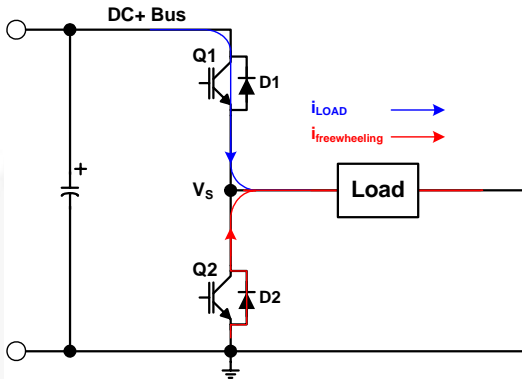 DC+ Bus
Q1
D1
iLOAD
ifreewheeling
+
VS
Load
Q2
D2